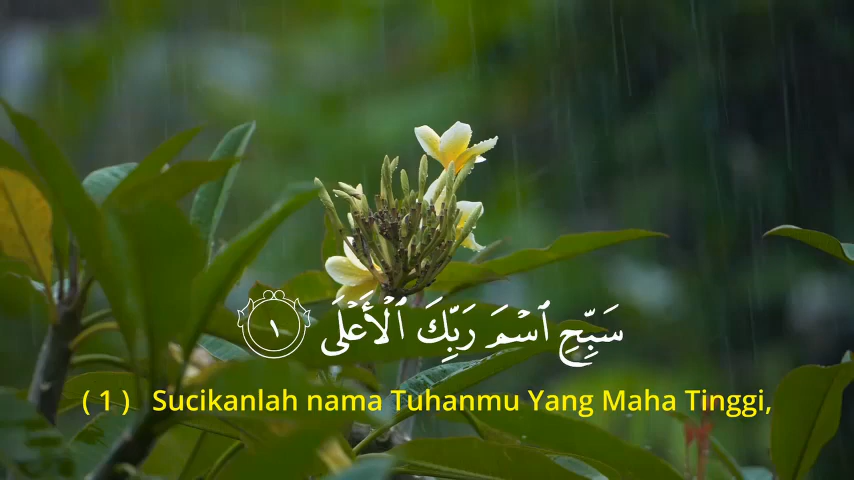 سَبِّحِ ٱسْمَ رَبِّكَ ٱلْأَعْلَى ١
( 1 ) Sucikanlah nama Tuhanmu Yang Maha Tinggi,